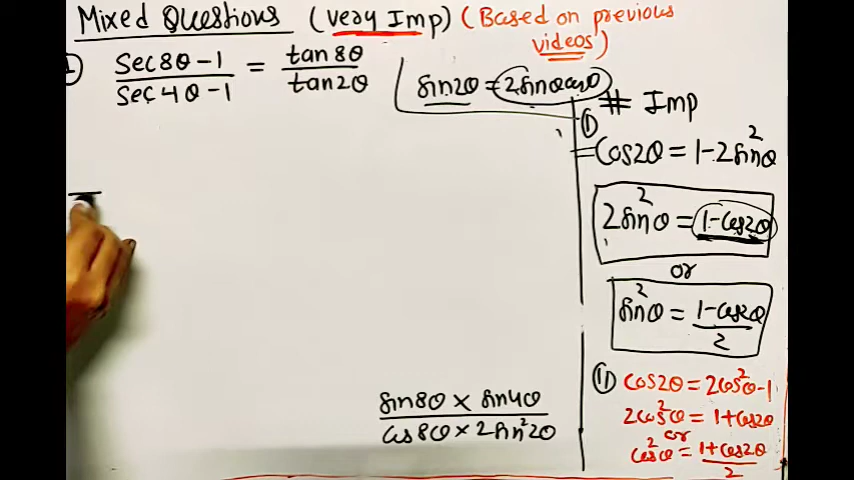 Mixed Questions (very Imp) (Based on previous videos)
① (sec8θ-1)/(sec4θ-1) = tan8θ/tan2θ
sin2θ = 2sinθcosθ
# Imp
① cos2θ = 1-2sin²θ
2sin²θ = 1-cos2θ
or
sin²θ = (1-cos2θ)/2
(sin8θ × sin4θ)/(cos8θ × 2sin²2θ)
⑪ cos2θ = 2cos²θ-1
2cos²θ = 1+cos2θ
or
cos²θ = (1+cos2θ)/2